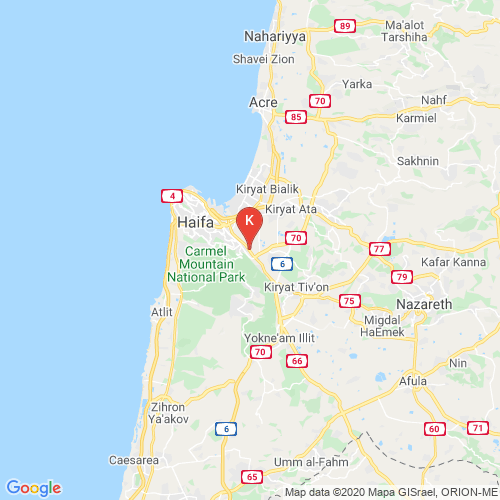 Nahariyya
89
Ma'alot
Tarshiha
Shavei Zion
Yarka
70
Nahf
Acre
85
Karmiel
Sakhnin
Kiryat Bialik
4
Kiryat Ata
Haifa
K
70
77
Carmel
Mountain
National Park
6
79
Kafar Kanna
Kiryat Tiv'on
75
Nazareth
Atlit
Migdal
HaEmek
Yokne'am Illit
70
66
Nin
Afula
Zihron
Ya'akov
6
60
71
Caesarea
Umm al-Fahm
65
Google
Map data ©2020 Mapa GISrael, ORION-ME